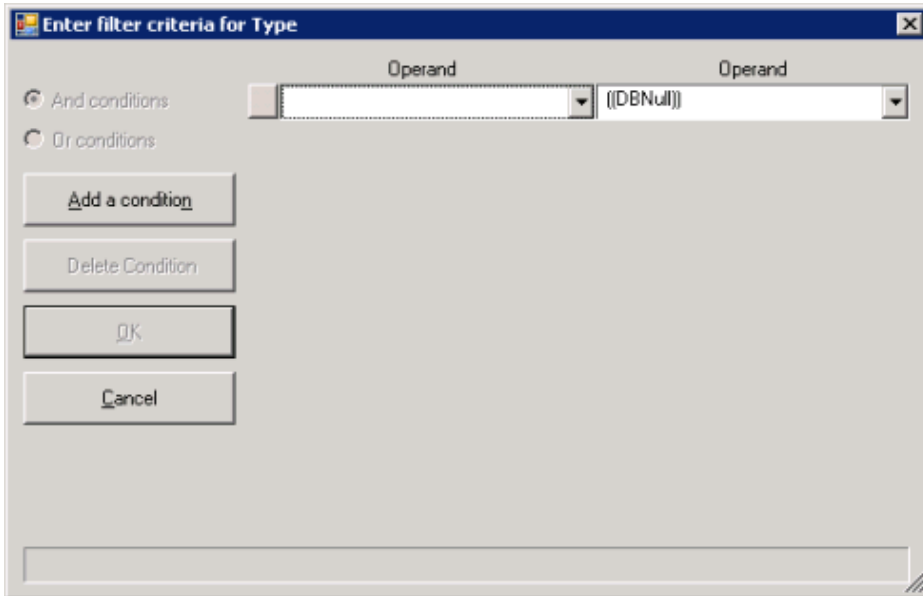 Enter filter criteria for Type
Operand Operand
And conditions
((DBNull))
Or conditions
Add a condition
Delete Condition
OK
Cancel